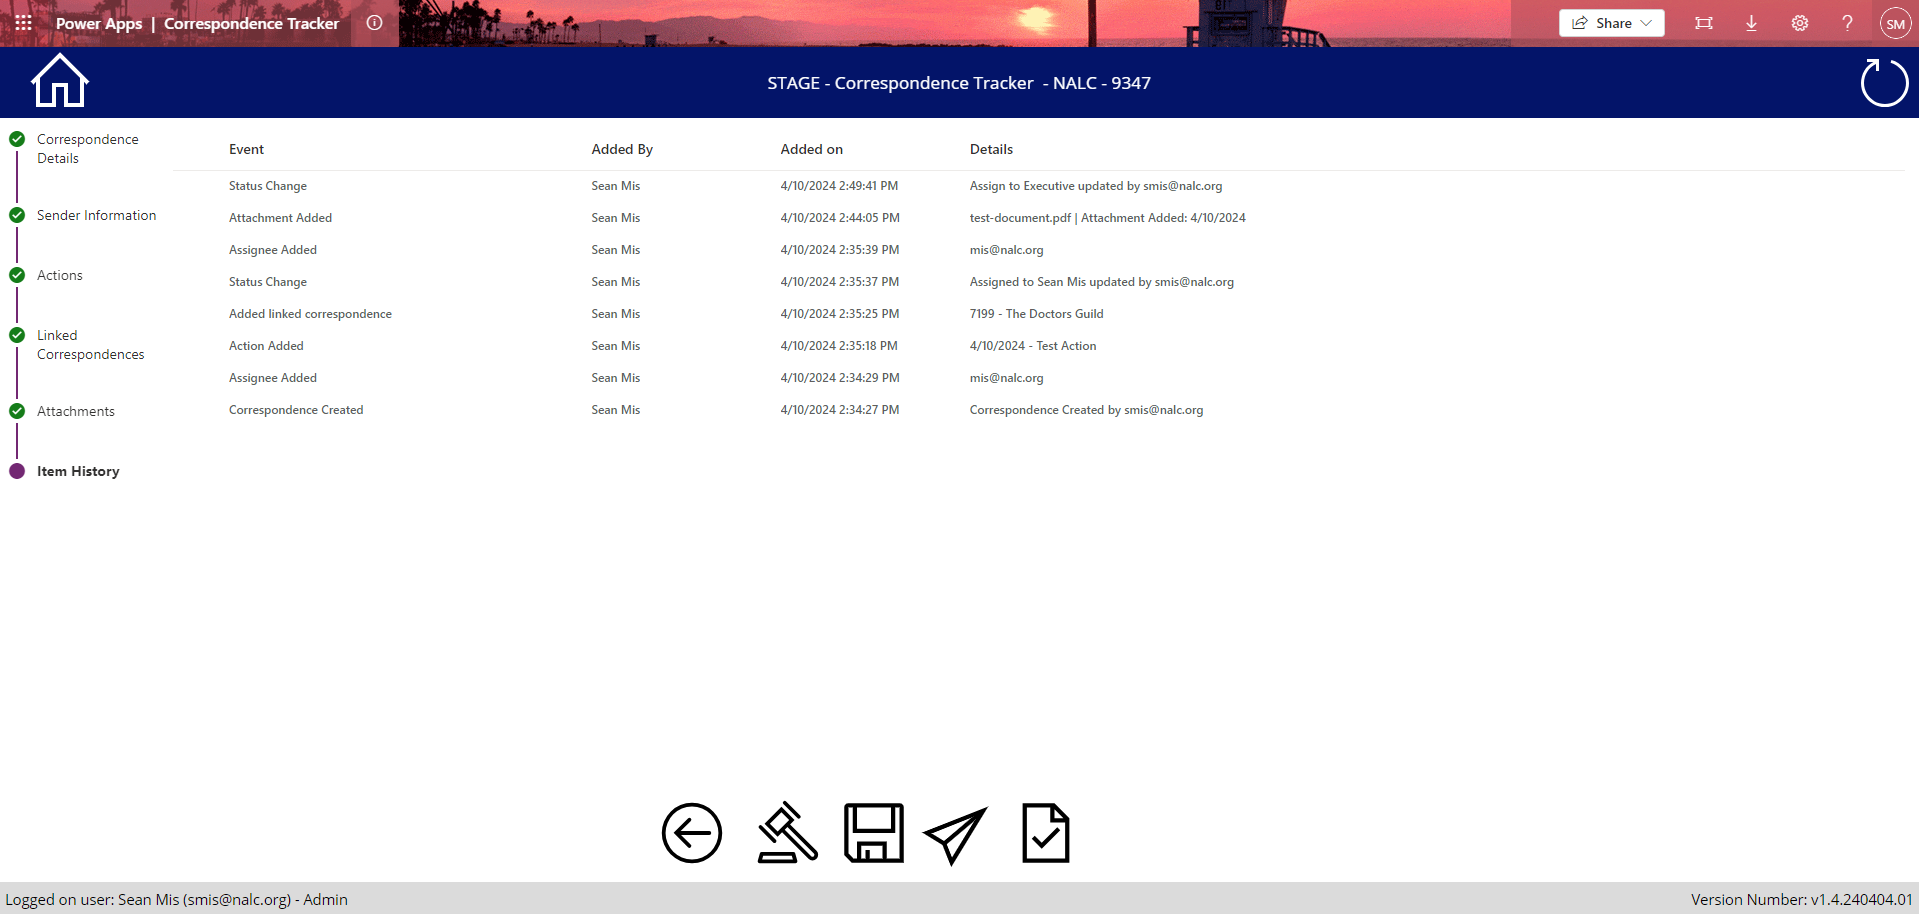 Power Apps | Correspondence Tracker
Share
SM
STAGE - Correspondence Tracker - NALC - 9347
Correspondence
Details
Sender Information
Actions
Linked
Correspondences
Attachments
Item History
Event Added By Added on Details
Status Change Sean Mis 4/10/2024 2:49:41 PM Assign to Executive updated by smis@nalc.org
Attachment Added Sean Mis 4/10/2024 2:44:05 PM test-document.pdf | Attachment Added: 4/10/2024
Assignee Added Sean Mis 4/10/2024 2:35:39 PM mis@nalc.org
Status Change Sean Mis 4/10/2024 2:35:37 PM Assigned to Sean Mis updated by smis@nalc.org
Added linked correspondence Sean Mis 4/10/2024 2:35:25 PM 7199 - The Doctors Guild
Action Added Sean Mis 4/10/2024 2:35:18 PM 4/10/2024 - Test Action
Assignee Added Sean Mis 4/10/2024 2:34:29 PM mis@nalc.org
Correspondence Created Sean Mis 4/10/2024 2:34:27 PM Correspondence Created by smis@nalc.org
Logged on user: Sean Mis (smis@nalc.org) - Admin
Version Number: v1.4.240404.01